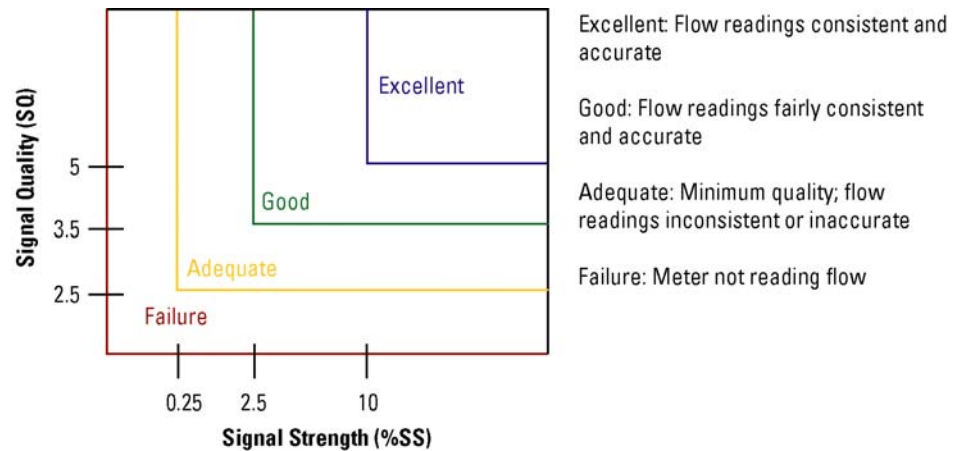 Signal Quality (SQ)
5
3.5
2.5
Excellent
Good
Adequate
Failure
0.25
2.5
10
Signal Strength (%SS)
Excellent: Flow readings consistent and
accurate
Good: Flow readings fairly consistent
and accurate
Adequate: Minimum quality; flow
readings inconsistent or inaccurate
Failure: Meter not reading flow